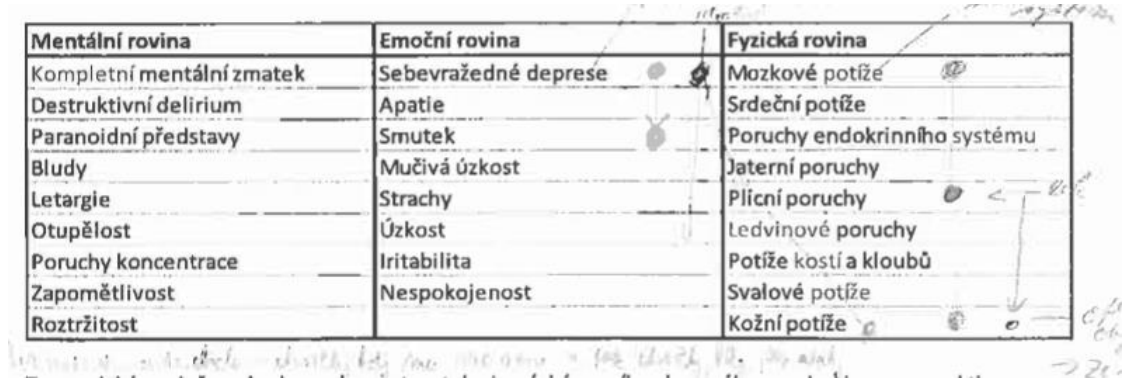 Mentální rovina Emoční rovina Fyzická rovina
Kompletní mentální zmatek Sebevražedné deprese Mozkové potíže
Destruktivní delirium Apatie Srdeční potíže
Paranoidní představy Smutek Poruchy endokrinního systému
Bludy Mučivá úzkost Jaterní poruchy
Letargie Strachy Plicní poruchy
Otupělost Úzkost Ledvinové poruchy
Poruchy koncentrace Iritabilita Potíže kostí a kloubů
Zapomětlivost Nespokojenost Svalové potíže
Roztržitost Kožní potíže